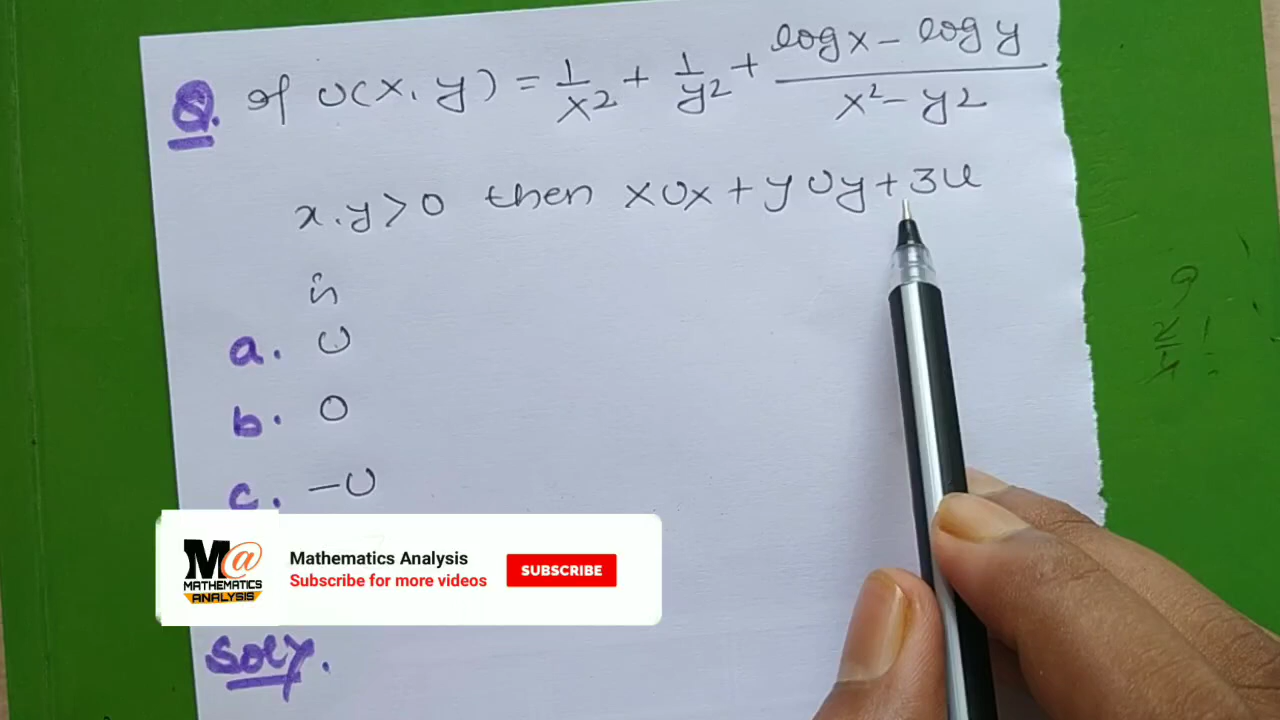 Q. If U(x, y) = 1/x2 + 1/y2 + (log x - log y)/(x2 - y2)
x, y > 0 then xUx + yUy + 3U
is
a. U
b. 0
c. -U
M@
MATHEMATICS
ANALYSIS
Mathematics Analysis
Subscribe for more videos
SUBSCRIBE
Soly.